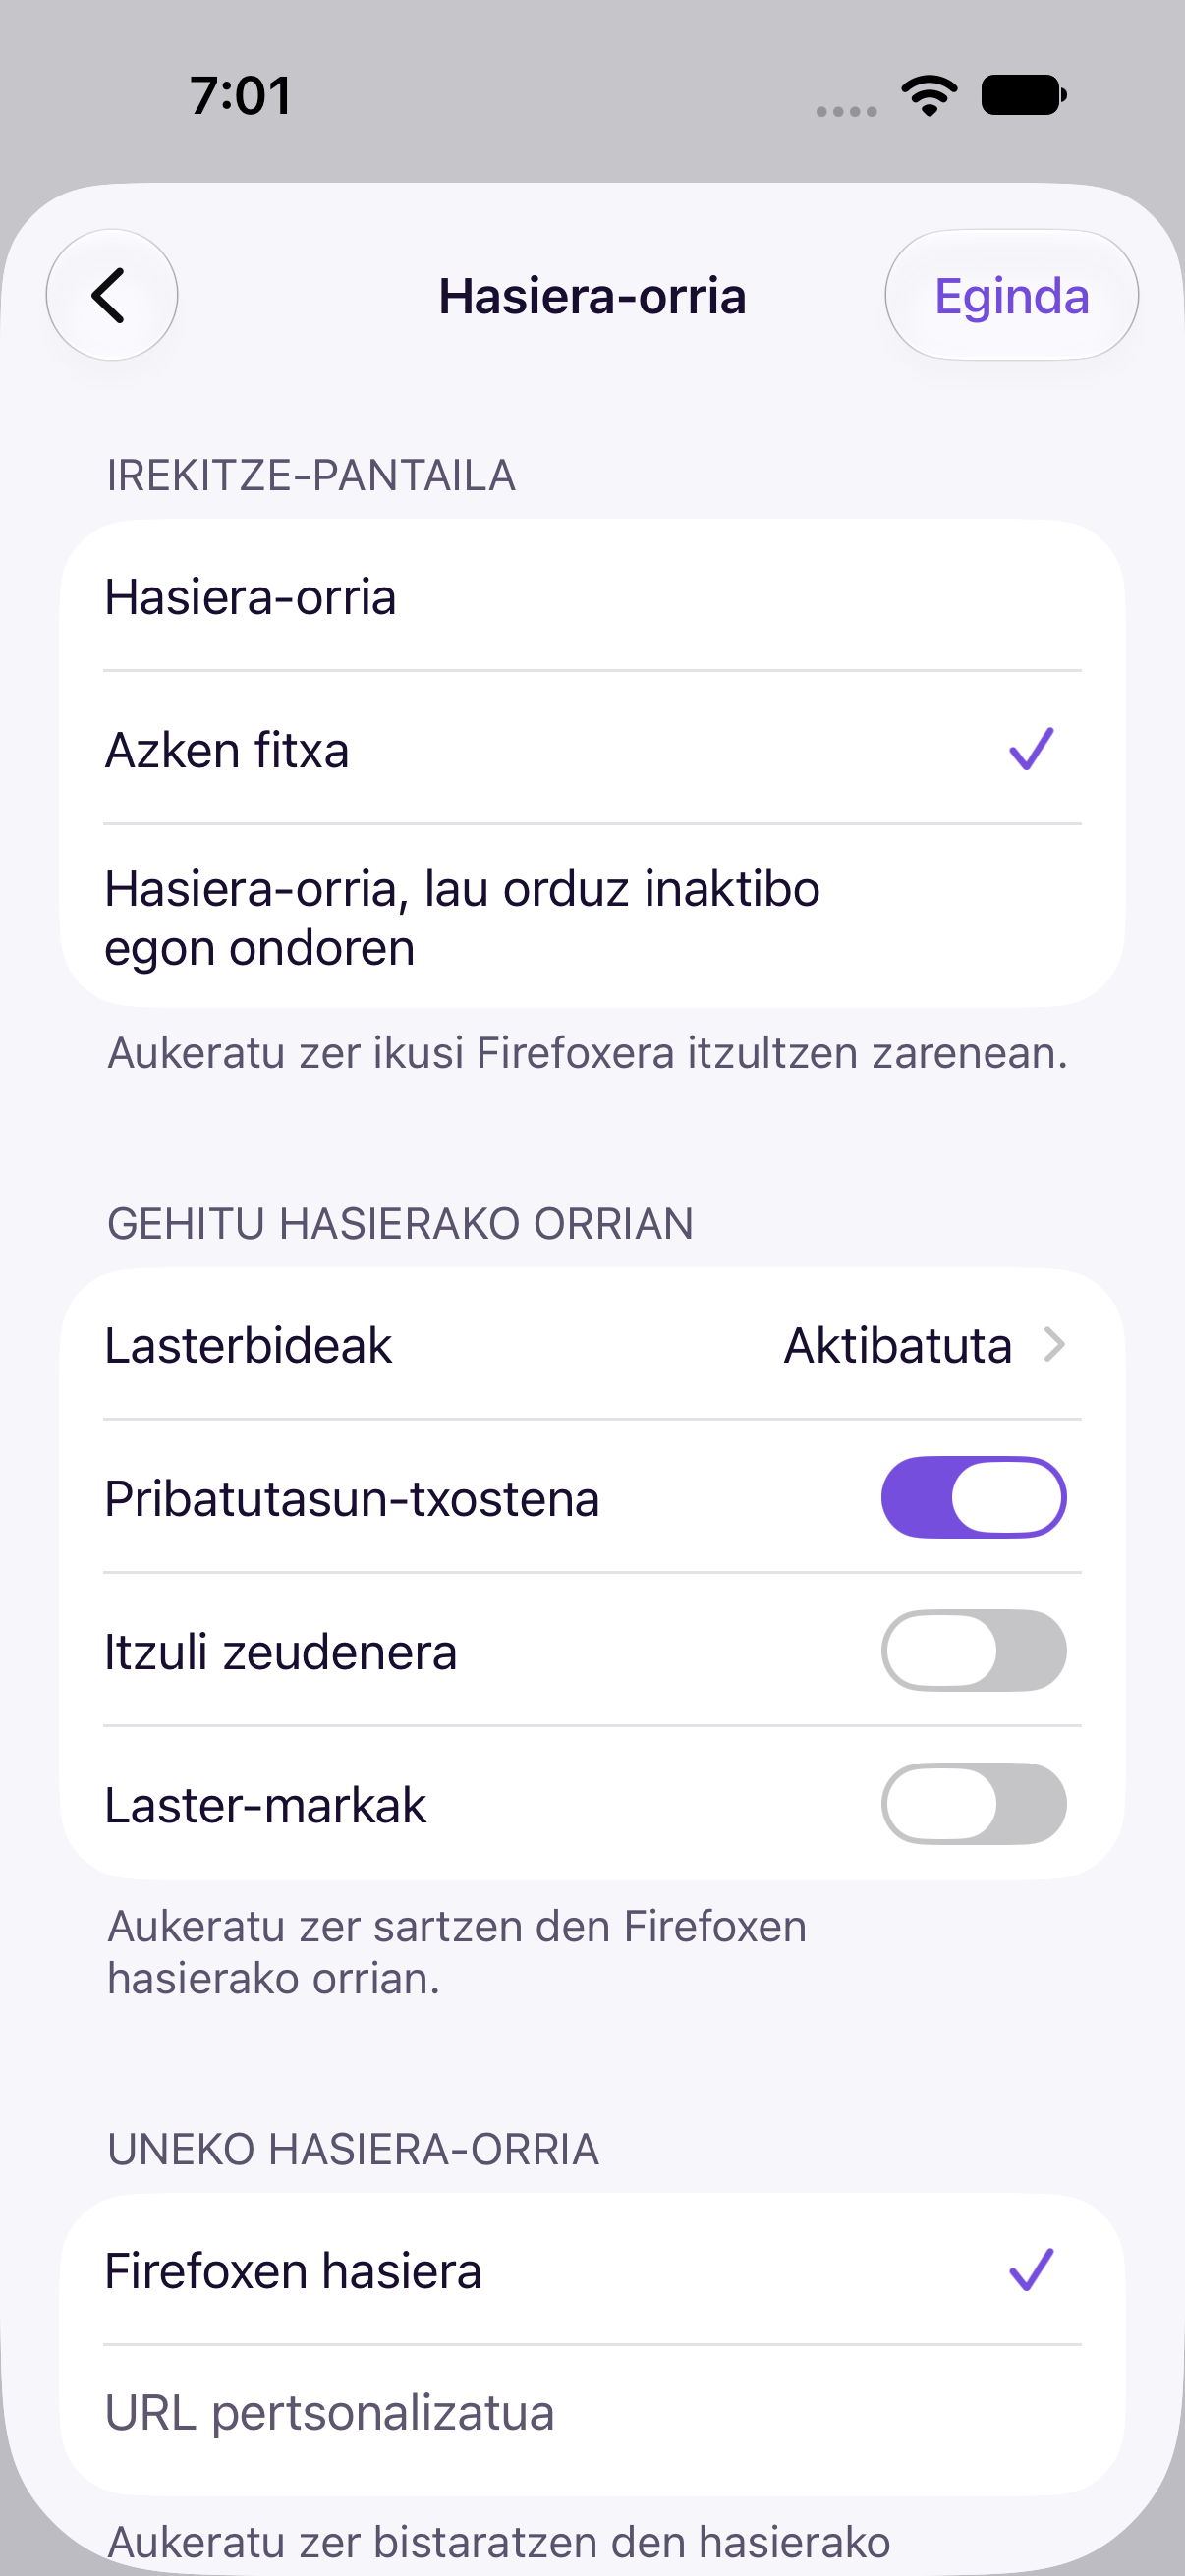 7:01
Hasiera-orria
Eginda
IREKITZE-PANTAILA
Hasiera-orria
Azken fitxa
Hasiera-orria, lau orduz inaktibo
egon ondoren
Aukeratu zer ikusi Firefoxera itzultzen zarenean.
GEHITU HASIERAKO ORRIAN
Lasterbideak Aktibatuta
Pribatutasun-txostena
Itzuli zeudenera
Laster-markak
Aukeratu zer sartzen den Firefoxen
hasierako orrian.
UNEKO HASIERA-ORRIA
Firefoxen hasiera
URL pertsonalizatua
Aukeratu zer bistaratzen den hasierako